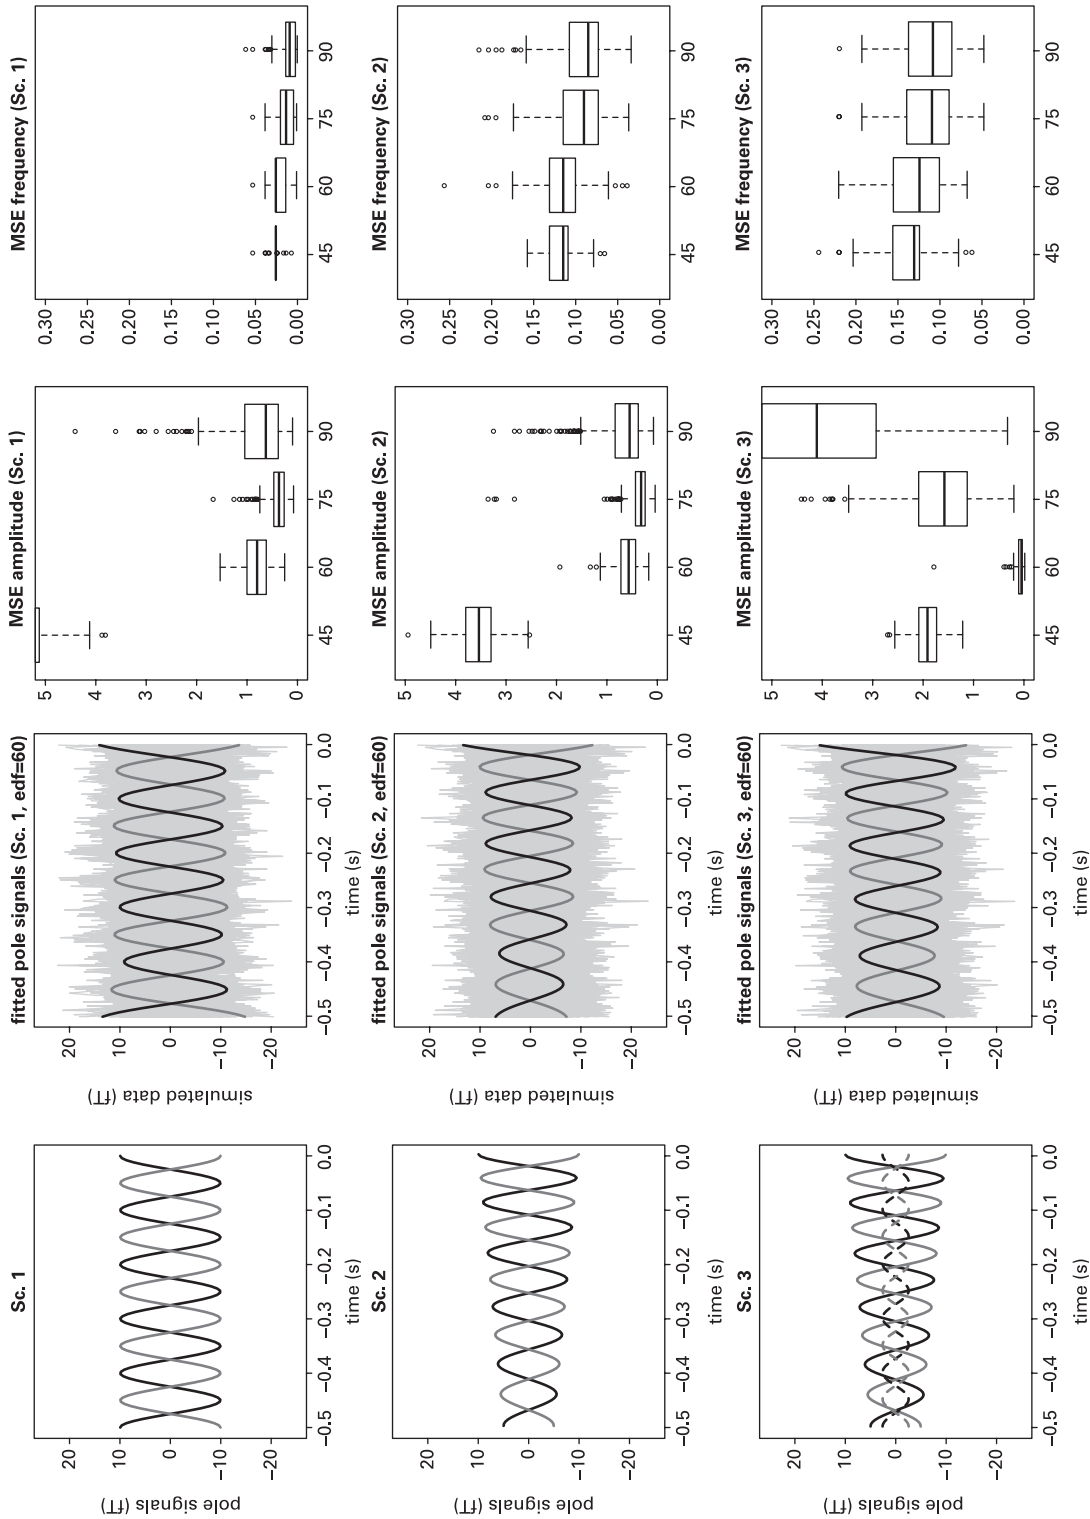 Sc. 1
pole signals (fT)
20
10
0
−10
−20
−0.5 −0.4 −0.3 −0.2 −0.1 0.0
time (s)
fitted pole signals (Sc. 1, edf=60)
simulated data (fT)
20
10
0
−10
−20
−0.5 −0.4 −0.3 −0.2 −0.1 0.0
time (s)
MSE amplitude (Sc. 1)
5
4
3
2
1
0
45 60 75 90
MSE frequency (Sc. 1)
0.30
0.25
0.20
0.15
0.10
0.05
0.00
45 60 75 90
Sc. 2
pole signals (fT)
20
10
0
−10
−20
−0.5 −0.4 −0.3 −0.2 −0.1 0.0
time (s)
fitted pole signals (Sc. 2, edf=60)
simulated data (fT)
20
10
0
−10
−20
−0.5 −0.4 −0.3 −0.2 −0.1 0.0
time (s)
MSE amplitude (Sc. 2)
5
4
3
2
1
0
45 60 75 90
MSE frequency (Sc. 2)
0.30
0.25
0.20
0.15
0.10
0.05
0.00
45 60 75 90
Sc. 3
pole signals (fT)
20
10
0
−10
−20
−0.5 −0.4 −0.3 −0.2 −0.1 0.0
time (s)
fitted pole signals (Sc. 3, edf=60)
simulated data (fT)
20
10
0
−10
−20
−0.5 −0.4 −0.3 −0.2 −0.1 0.0
time (s)
MSE amplitude (Sc. 3)
5
4
3
2
1
0
45 60 75 90
MSE frequency (Sc. 3)
0.30
0.25
0.20
0.15
0.10
0.05
0.00
45 60 75 90